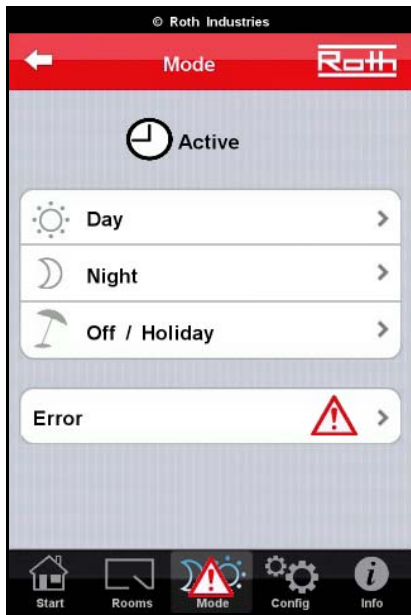 © Roth Industries
Mode
Roth
Active
Day
Night
Off / Holiday
Error
Start Rooms Mode Config Info